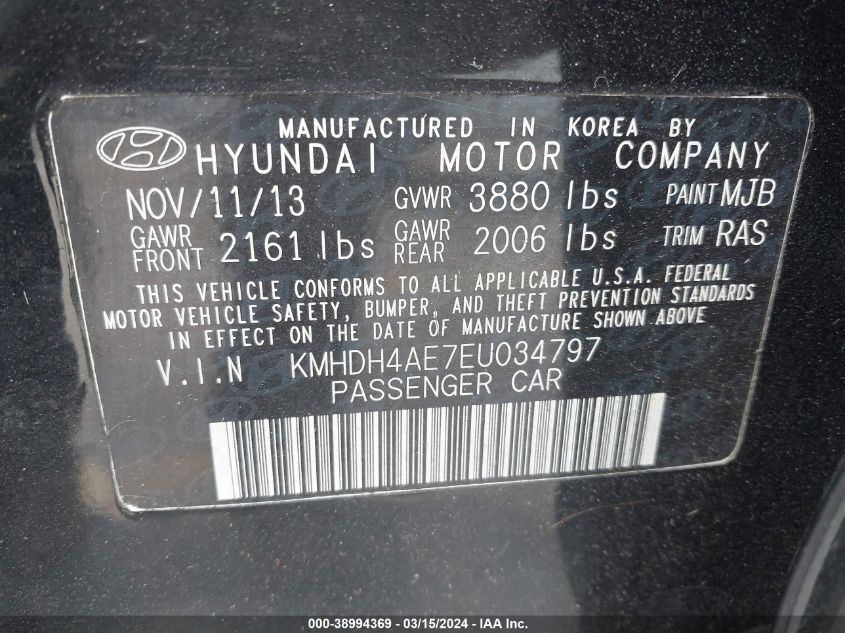 MANUFACTURED IN KOREA BY
HYUNDAI MOTOR COMPANY
NOV/11/13 GVWR 3880 lbs PAINT MJB
GAWR FRONT 2161 lbs GAWR REAR 2006 lbs TRIM RAS
THIS VEHICLE CONFORMS TO ALL APPLICABLE U.S.A. FEDERAL
MOTOR VEHICLE SAFETY, BUMPER, AND THEFT PREVENTION STANDARDS
IN EFFECT ON THE DATE OF MANUFACTURE SHOWN ABOVE
V.I.N KMHDH4AE7EU034797
PASSENGER CAR
000-38994369 - 03/15/2024 - IAA Inc.